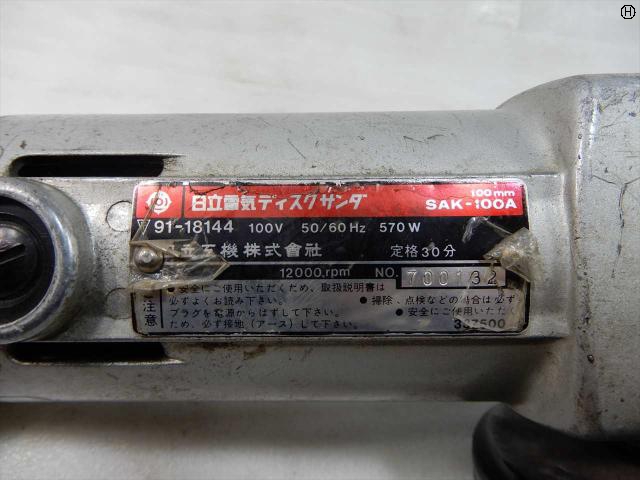 H
日立電気ディスクサンダ 100mm
SAK-100A
91-18144 100V 50/60Hz 570W
工機株式會社 定格30分
12000.rpm NO. 700132
ご注意
●安全にご使用いただくため、取扱説明書は
必ずよくお読み下さい。 ●掃除、点検などの場合は必ず
プラグを電源からはずして下さい。 ●安全にご使用いただく
ため、必ず接地(アース)して下さい。 337500